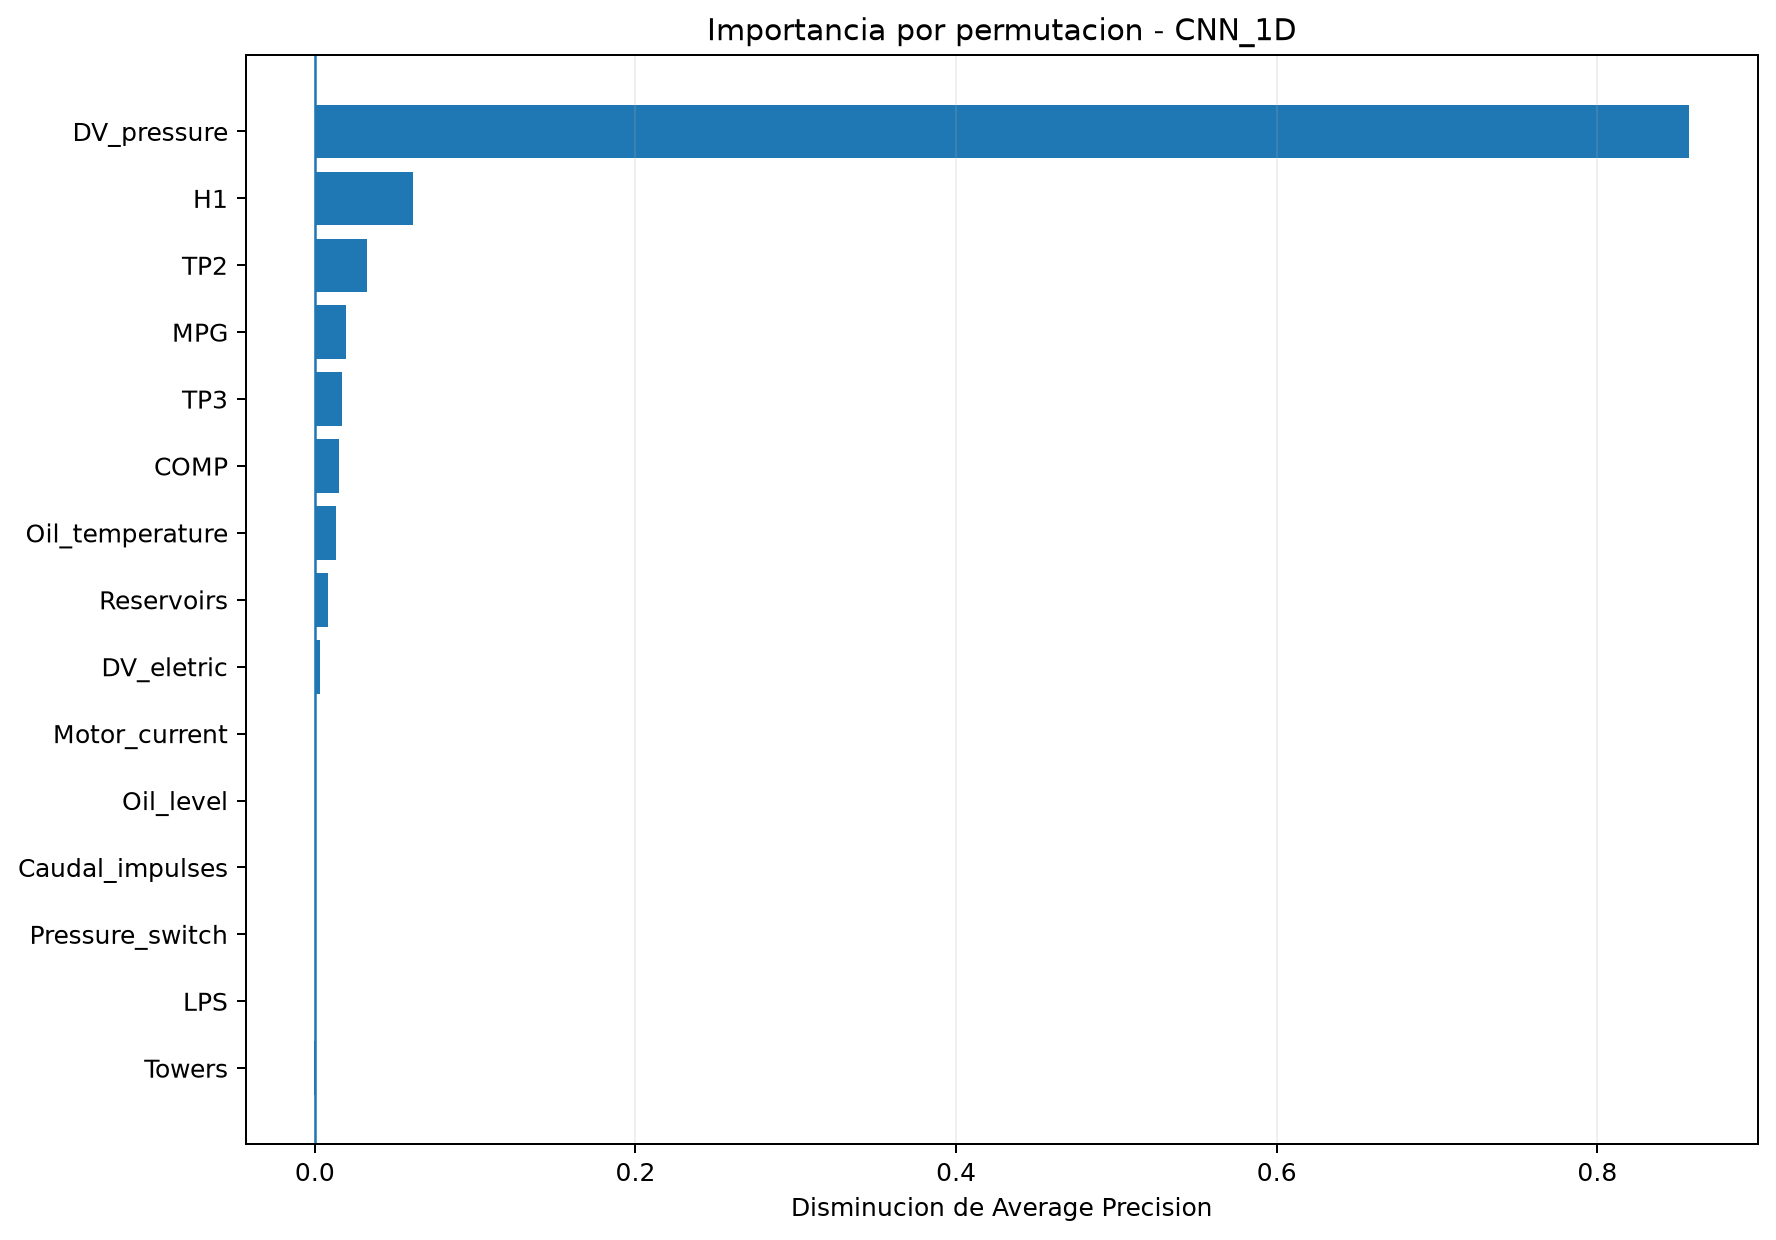 Importancia por permutacion - CNN_1D
DV_pressure
H1
TP2
MPG
TP3
COMP
Oil_temperature
Reservoirs
DV_eletric
Motor_current
Oil_level
Caudal_impulses
Pressure_switch
LPS
Towers
0.0 0.2 0.4 0.6 0.8
Disminucion de Average Precision